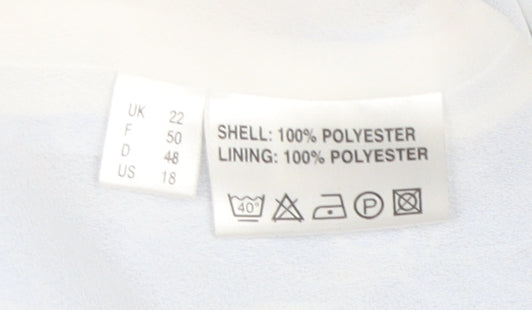 UK 22
F 50
D 48
US 18
SHELL: 100% POLYESTER
LINING: 100% POLYESTER
40° P